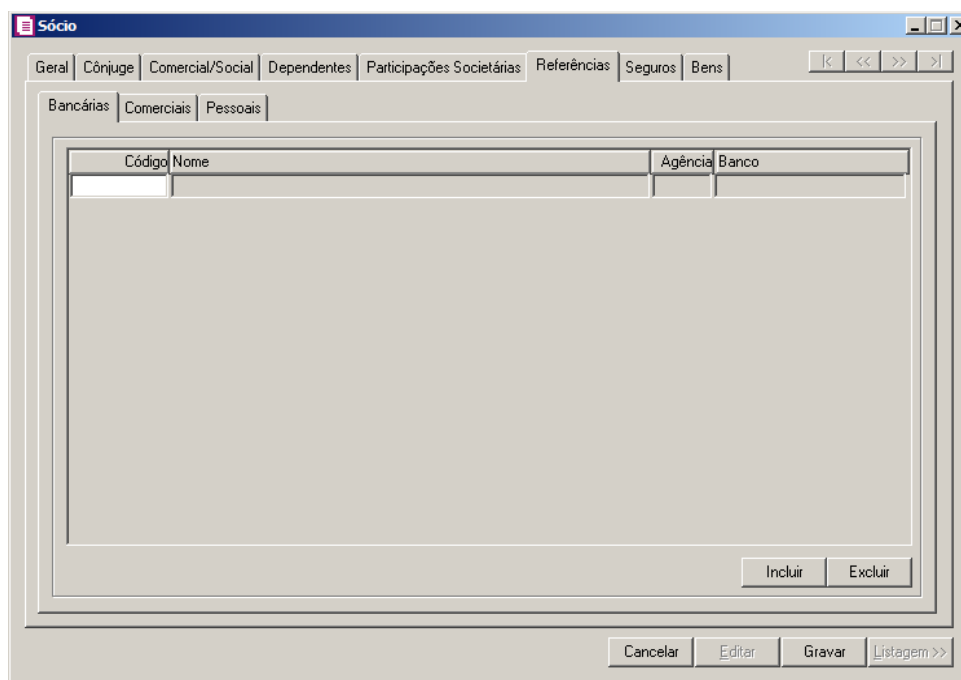 Sócio
Geral Cônjuge Comercial/Social Dependentes Participações Societárias Referências Seguros Bens |< << >> >|
Bancárias Comerciais Pessoais
Código Nome Agência Banco
Incluir Excluir
Cancelar Editar Gravar Listagem >>